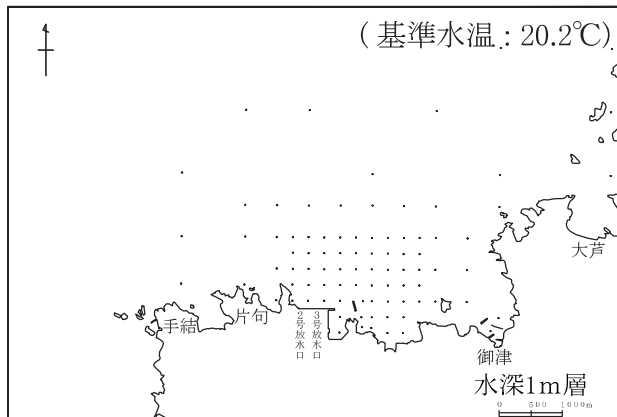 (基準水温：20.2℃)
大芦
手結
片句
2号放水口
3号放水口
御津
水深1m層
0 500 1000m